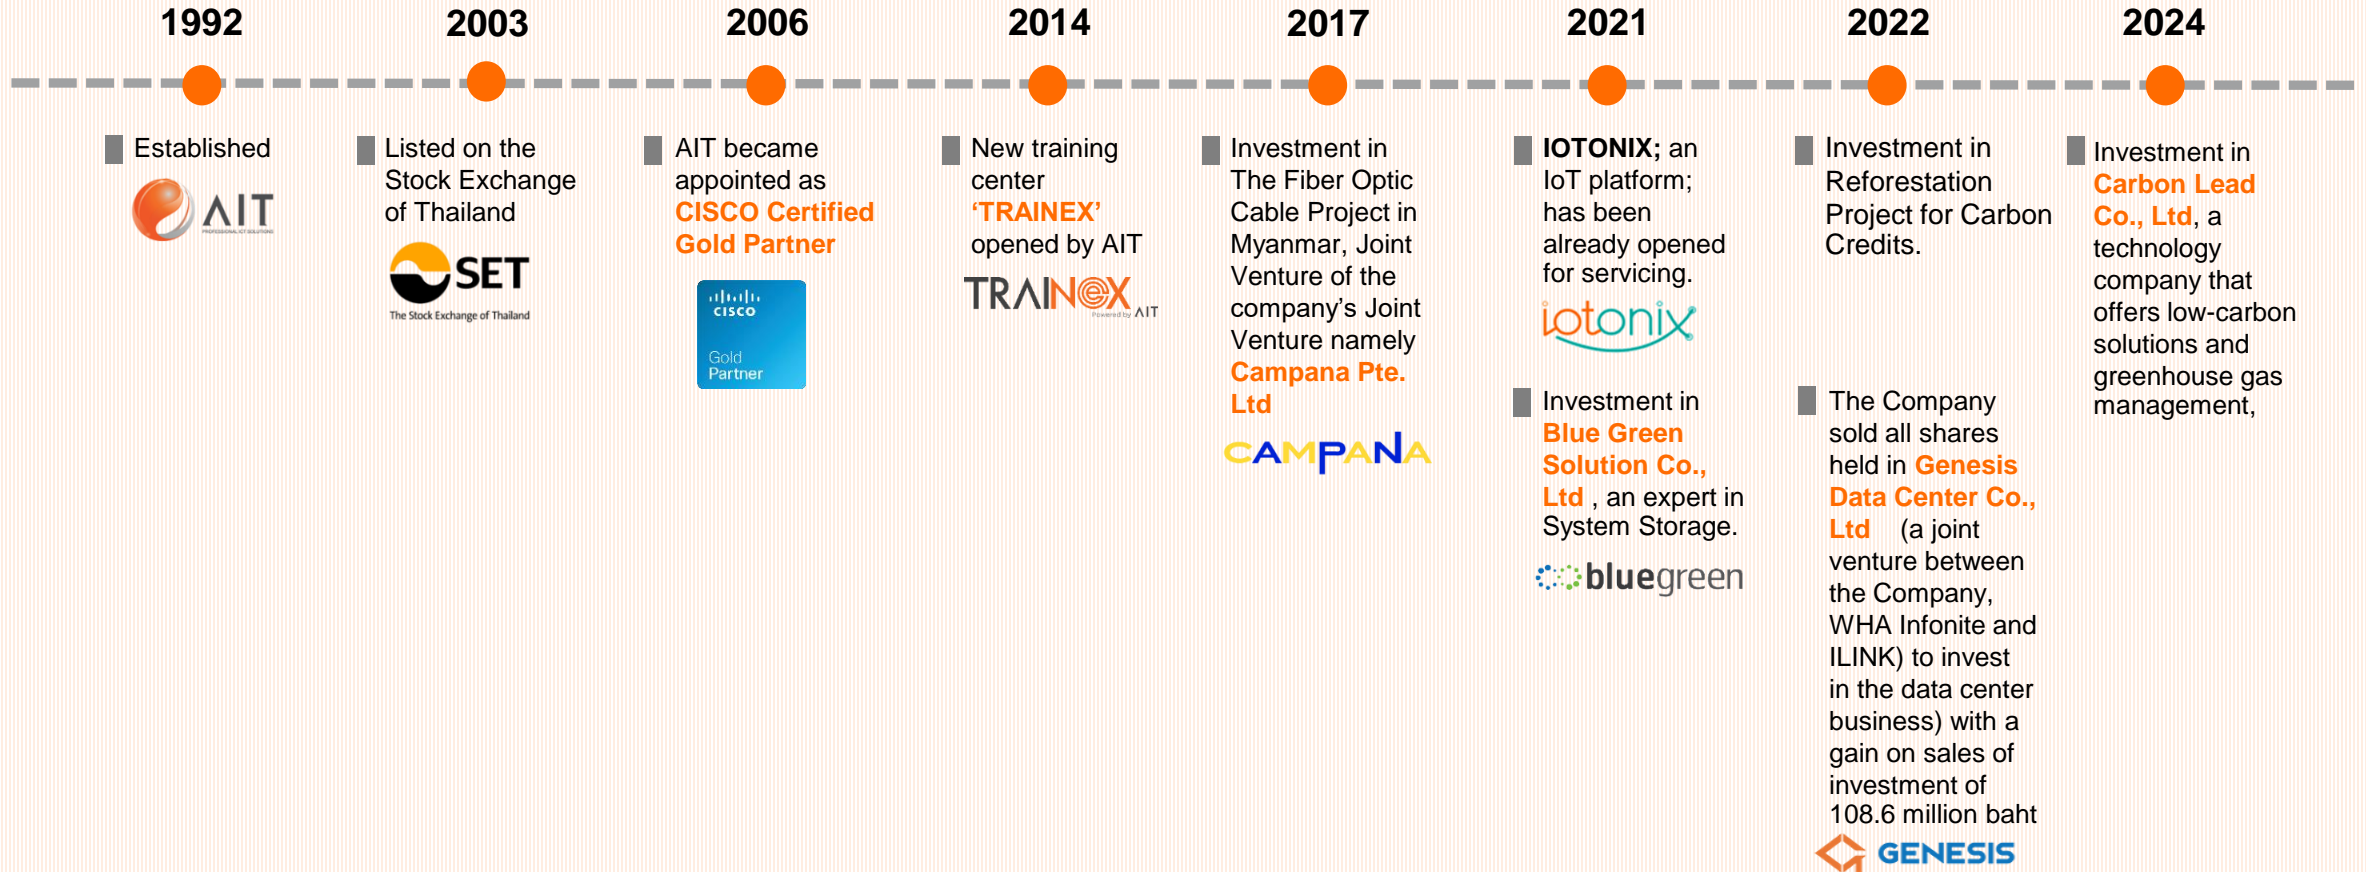 1992
2003
2006
2014
2017
2021
2022
2024
Established
AIT
PROFESSIONAL ICT SOLUTIONS
Listed on the
Stock Exchange
of Thailand
SET
The Stock Exchange of Thailand
AIT became
appointed as
CISCO Certified
Gold Partner
CISCO
Gold
Partner
New training
center
‘TRAINEX’
opened by AIT
TRAINEX
Powered by AIT
Investment in
The Fiber Optic
Cable Project in
Myanmar, Joint
Venture of the
company’s Joint
Venture namely
Campana Pte.
Ltd
CAMPANA
IOTONIX; an
IoT platform;
has been
already opened
for servicing.
iotonix
Investment in
Blue Green
Solution Co.,
Ltd , an expert in
System Storage.
bluegreen
Investment in
Reforestation
Project for Carbon
Credits.
The Company
sold all shares
held in Genesis
Data Center Co.,
Ltd (a joint
venture between
the Company,
WHA Infonite and
ILINK) to invest
in the data center
business) with a
gain on sales of
investment of
108.6 million baht
GENESIS
Investment in
Carbon Lead
Co., Ltd, a
technology
company that
offers low-carbon
solutions and
greenhouse gas
management,